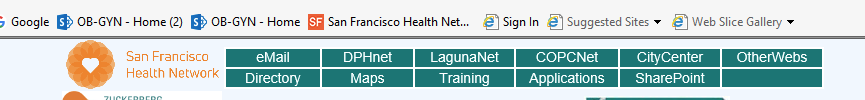 Google OB-GYN - Home (2) OB-GYN - Home SF San Francisco Health Net... Sign In Suggested Sites Web Slice Gallery
San Francisco
Health Network
eMail DPHnet LagunaNet COPCNet CityCenter OtherWebs
Directory Maps Training Applications SharePoint
ZUCKERBERG